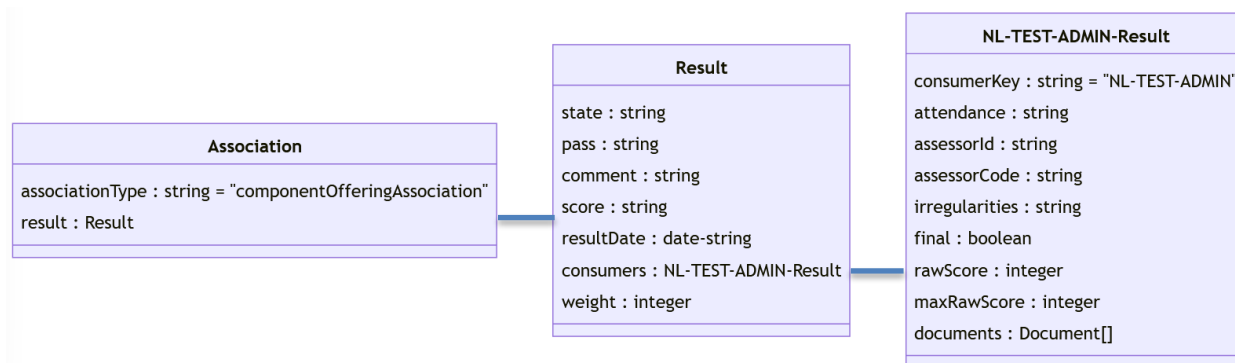 Association
associationType : string = "componentOfferingAssociation"
result : Result
Result
state : string
pass : string
comment : string
score : string
resultDate : date-string
consumers : NL-TEST-ADMIN-Result
weight : integer
NL-TEST-ADMIN-Result
consumerKey : string = "NL-TEST-ADMIN"
attendance : string
assessorId : string
assessorCode : string
irregularities : string
final : boolean
rawScore : integer
maxRawScore : integer
documents : Document[]